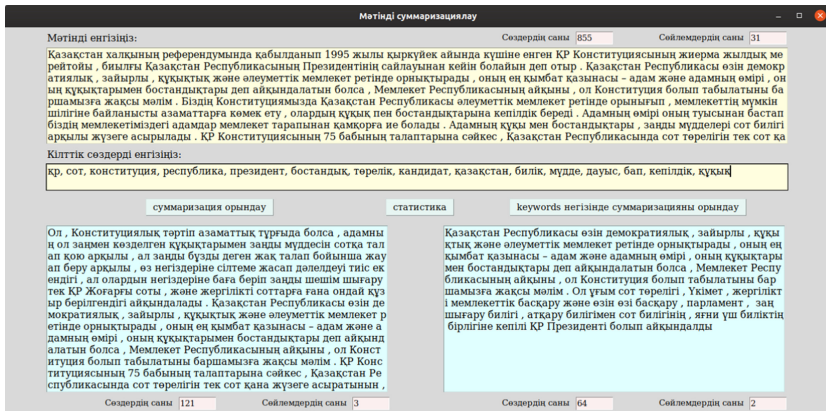 Мәтінді суммаризациялау
Мәтінді енгізіңіз: Сөздердің саны 855 Сөйлемдердің саны 31
Қазақстан халқының референдумында қабылданып 1995 жылы қыркүйек айында күшіне енген ҚР Конституциясының жиерма жылдық ме
рейтойы , биылғы Қазақстан Республикасының Президентінің сайлауынан кейін болайын деп отыр . Қазақстан Республикасы өзін демокр
атиялық , зайырлы , құқықтық және әлеуметтік мемлекет ретінде орнықтырады , оның ең қымбат қазынасы – адам және адамның өмірі , он
ың құқықтарымен бостандықтары деп айқындалатын болса , Мемлекет Республикасының айқыны , ол Конституция болып табылатыны ба
ршамызға жақсы мәлім . Біздің Конституциямызда Қазақстан Республикасы әлеуметтік мемлекет ретінде орынығып , мемлекеттің мүмкін
шілігіне байланысты азаматтарға көмек ету , олардың құқық пен бостандықтарына кепілдік береді . Адамның өмірі оның туысынан бастап
біздің мемлекетіміздегі адамдар мемлекет тарапынан қамқорға ие болады . Адамның құқы мен бостандықтары , заңды мүдделері сот билігі
арқылы жүзеге асырылады . ҚР Конституциясының 75 бабының талаптарына сәйкес , Қазақстан Республикасында сот төрелігін тек сот қа
Кілттік сөздерді енгізіңіз:
қр, сот, конституция, республика, президент, бостандық, төрелік, кандидат, қазақстан, билік, мүдде, дауыс, бап, кепілдік, құқық
суммаризация орындау статистика keywords негізінде суммаризацияны орындау
Ол , Конституциялық тәртіп азаматтық тұрғыда болса , адамны
ң ол заңмен көзделген құқықтарымен заңды мүддесін сотқа тал
ап қою арқылы , ал заңды бұзды деген жақ талап бойынша жау
ап беру арқылы , өз негіздеріне сілтеме жасап дәлелдеуі тиіс ек
ендігі , ал олардын негіздеріне баға беріп заңды шешім шығару
тек ҚР Жоғарғы соты , және жергілікті соттарға ғана ондай құз
ыр берілгендігі айқындалады . Қазақстан Республикасы өзін де
мократиялық , зайырлы , құқықтық және әлеуметтік мемлекет р
етінде орнықтырады , оның ең қымбат қазынасы – адам және а
дамның өмірі , оның құқықтарымен бостандықтары деп айқынд
алатын болса , Мемлекет Республикасының айқыны , ол Конст
итуция болып табылатыны баршамызға жақсы мәлім . ҚР Конс
титуциясының 75 бабының талаптарына сәйкес , Қазақстан Ре
спубликасында сот төрелігін тек сот қана жүзеге асыратынын ,
Қазақстан Республикасы өзін демократиялық , зайырлы , құқы
қтық және әлеуметтік мемлекет ретінде орнықтырады , оның ең
қымбат қазынасы – адам және адамның өмірі , оның құқықтары
мен бостандықтары деп айқындалатын болса , Мемлекет Респу
бликасының айқыны , ол Конституция болып табылатыны бар
шамызға жақсы мәлім . Ол ұғым сот төрелігі , Үкімет , жергілікт
і мемлекеттік басқару және өзін өзі басқару , парламент , заң
шығару билігі , атқару билігімен сот билігінің , яғни үш биліктің
бірлігіне кепілі ҚР Президенті болып айқындалды
Сөздердің саны 121 Сөйлемдердің саны 3 Сөздердің саны 64 Сөйлемдердің саны 2